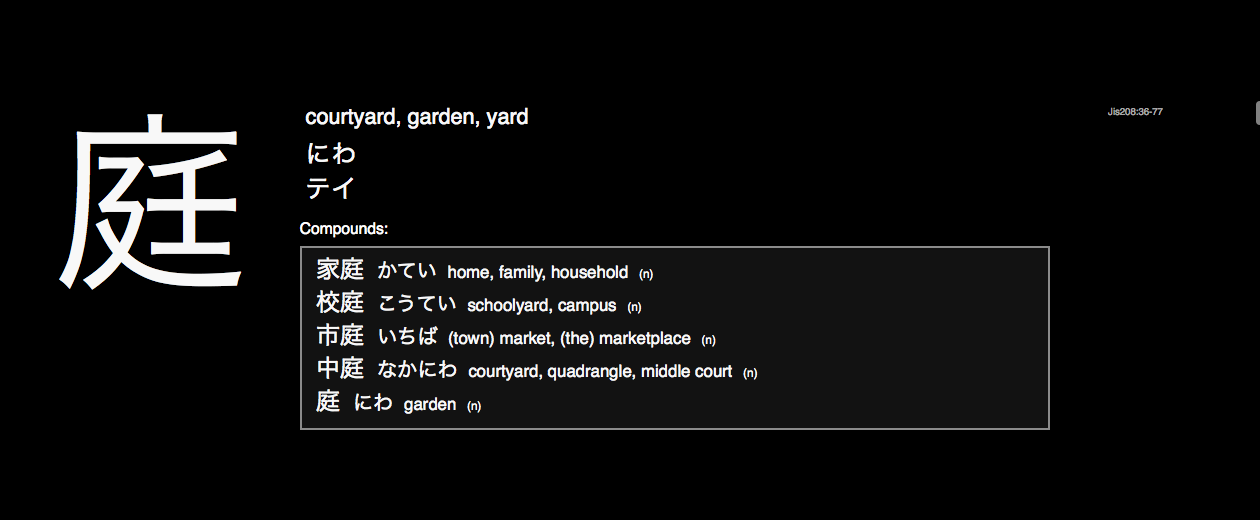 庭
courtyard, garden, yard
Jis208:36-77
にわ
テイ
Compounds:
家庭 かてい home, family, household (n)
校庭 こうてい schoolyard, campus (n)
市庭 いちば (town) market, (the) marketplace (n)
中庭 なかにわ courtyard, quadrangle, middle court (n)
庭 にわ garden (n)